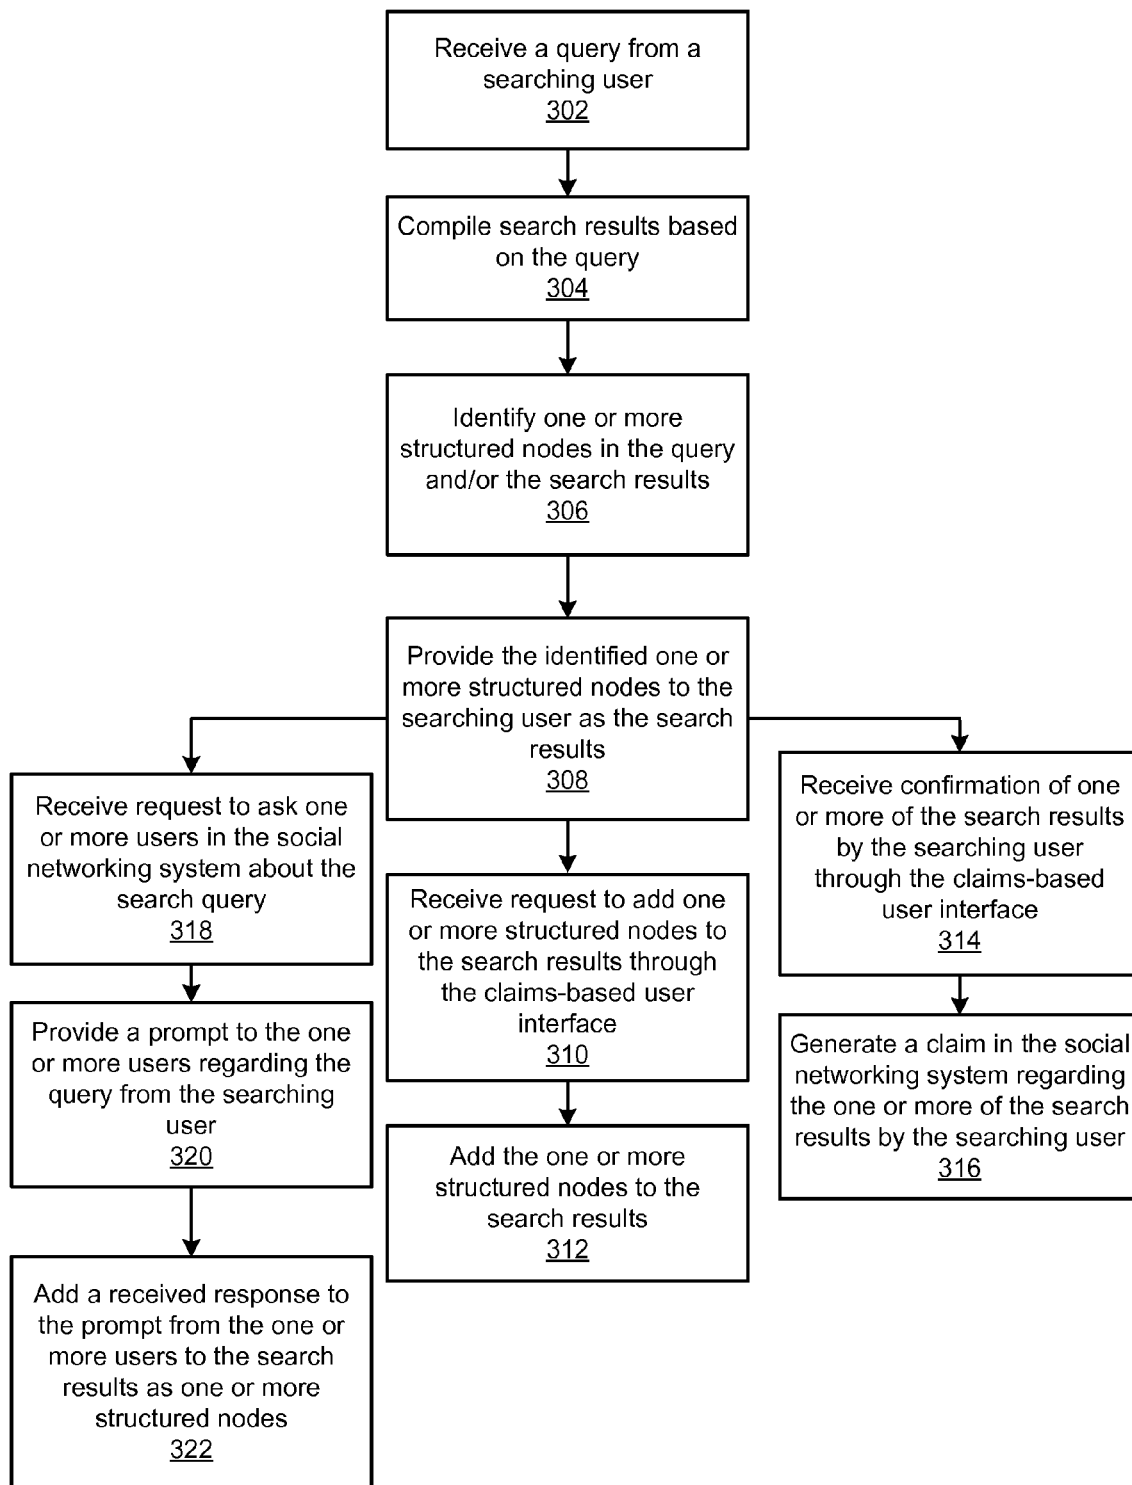 Receive a query from a
searching user
302
Compile search results based
on the query
304
Identify one or more
structured nodes in the query
and/or the search results
306
Provide the identified one or
more structured nodes to the
searching user as the search
results
308
Receive request to ask one
or more users in the social
networking system about the
search query
318
Provide a prompt to the one
or more users regarding the
query from the searching
user
320
Add a received response to
the prompt from the one or
more users to the search
results as one or more
structured nodes
322
Receive request to add one
or more structured nodes to
the search results through
the claims-based user
interface
310
Add the one or more
structured nodes to the
search results
312
Receive confirmation of one
or more of the search results
by the searching user
through the claims-based
user interface
314
Generate a claim in the social
networking system regarding
the one or more of the search
results by the searching user
316